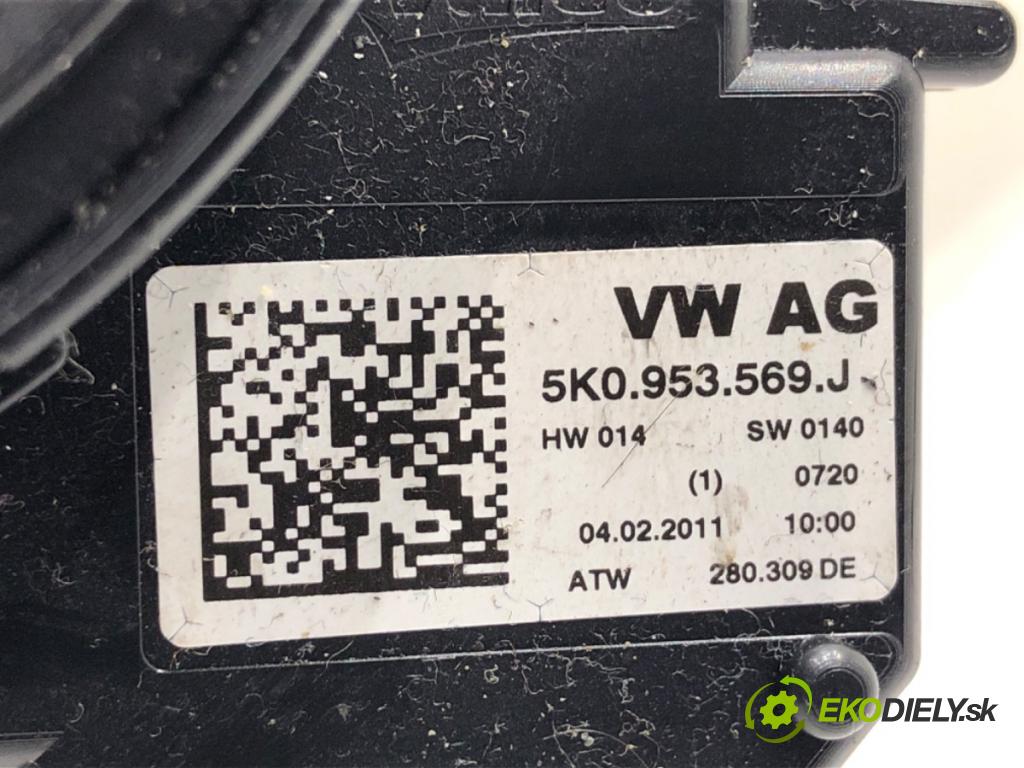 VW AG
5K0.953.569.J
HW 014 SW 0140
(1) 0720
04.02.2011 10:00
ATW 280.309 DE
EKODIELY.sk